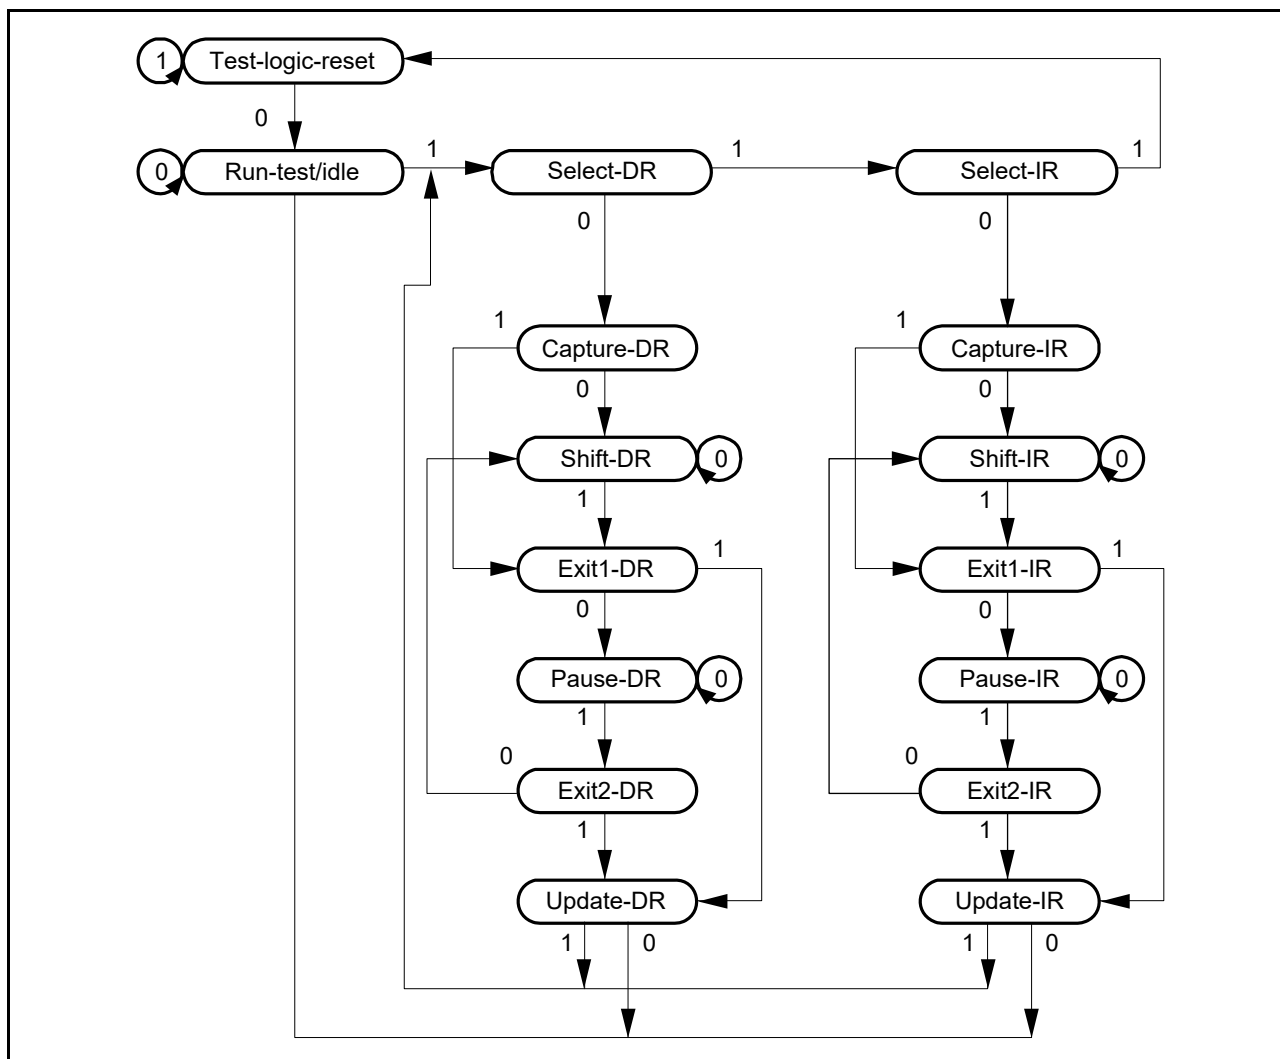 1 Test-logic-reset
0
0 Run-test/idle 1 Select-DR 1 Select-IR 1
0 0
1 1
Capture-DR Capture-IR
0 0
Shift-DR 0 Shift-IR 0
1 1
Exit1-DR 1 Exit1-IR 1
0 0
Pause-DR 0 Pause-IR 0
1 1
0 0
Exit2-DR Exit2-IR
1 1
Update-DR Update-IR
1 0 1 0